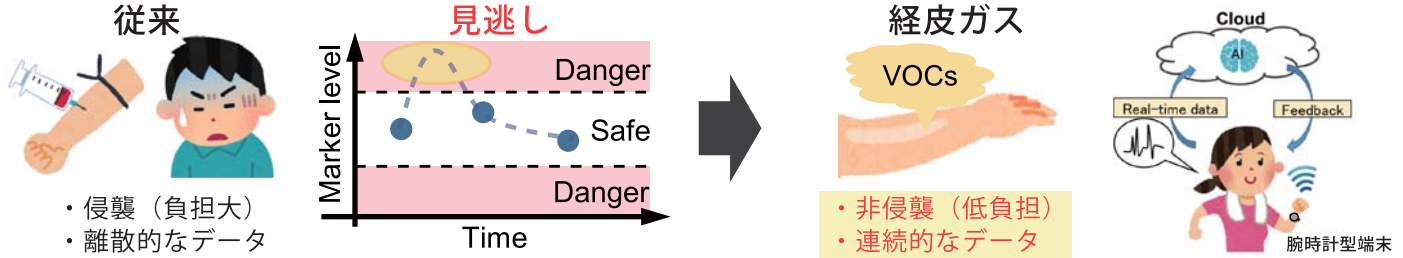 従来
・侵襲（負担大）
・離散的なデータ
見逃し
Marker level
Danger
Safe
Danger
Time
経皮ガス
VOCs
・非侵襲（低負担）
・連続的なデータ
Cloud
AI
Real-time data
Feedback
腕時計型端末